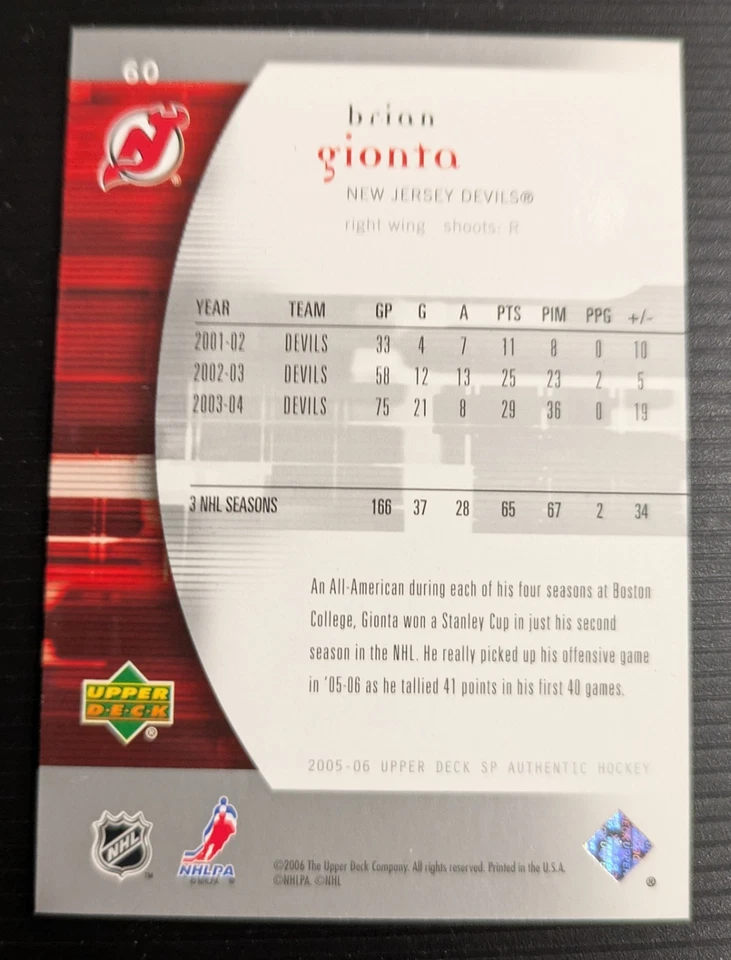 60
brian
gionta
NEW JERSEY DEVILS®
right wing shoots: R
YEAR TEAM GP G A PTS PIM PPG +/-
2001-02 DEVILS 33 4 7 11 8 0 10
2002-03 DEVILS 58 12 13 25 23 2 5
2003-04 DEVILS 75 21 8 29 36 0 19
3 NHL SEASONS 166 37 28 65 67 2 34
An All-American during each of his four seasons at Boston
College, Gionta won a Stanley Cup in just his second
season in the NHL. He really picked up his offensive game
in '05-06 as he tallied 41 points in his first 40 games.
UPPER
DECK
®
2005-06 UPPER DECK SP AUTHENTIC HOCKEY
NHL
™
NHLPA
©2006 The Upper Deck Company. All rights reserved. Printed in the U.S.A.
©NHLPA. ©NHL
®